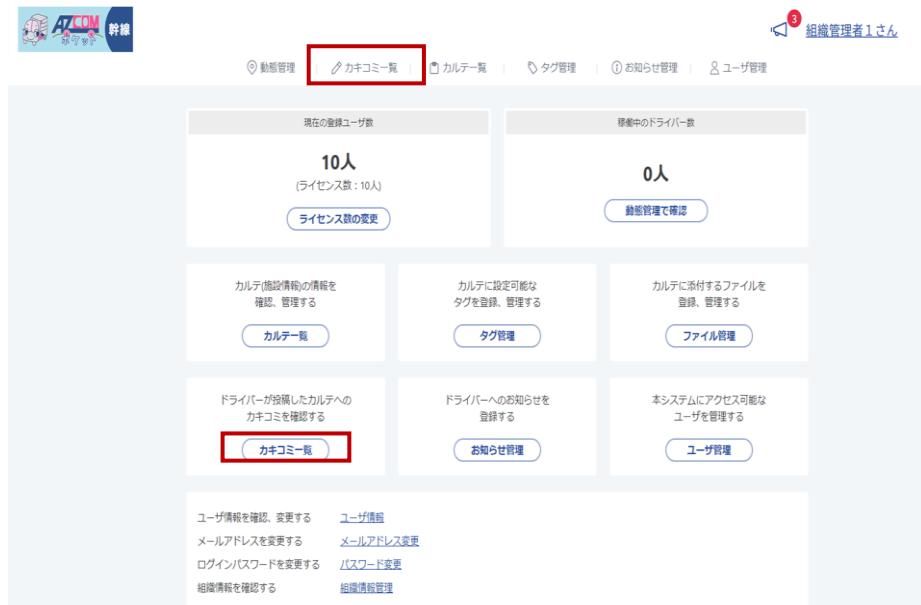 AZCOM
ポケット
幹線
3
組織管理者１さん
動態管理
カキコミ一覧
カルテ一覧
タグ管理
お知らせ管理
ユーザ管理
現在の登録ユーザ数
稼働中のドライバー数
10人
(ライセンス数：10人)
ライセンス数の変更
0人
動態管理で確認
カルテ(施設情報)の情報を
確認、管理する
カルテ一覧
カルテに設定可能な
タグを登録、管理する
タグ管理
カルテに添付するファイルを
登録、管理する
ファイル管理
ドライバーが投稿したカルテへの
カキコミを確認する
カキコミ一覧
ドライバーへのお知らせを
登録する
お知らせ管理
本システムにアクセス可能な
ユーザを管理する
ユーザ管理
ユーザ情報を確認、変更する ユーザ情報
メールアドレスを変更する メールアドレス変更
ログインパスワードを変更する パスワード変更
組織情報を確認する 組織情報管理